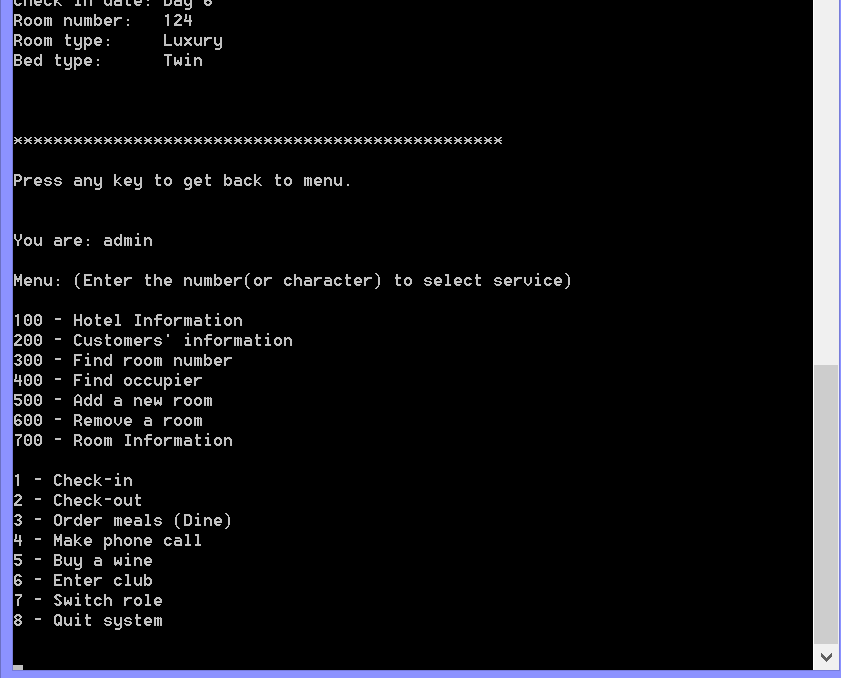 Check in date: Day 6
Room number:   124
Room type:     Luxury
Bed type:      Twin
*************************************************
Press any key to get back to menu.
You are: admin
Menu: (Enter the number(or character) to select service)
100 - Hotel Information
200 - Customers' information
300 - Find room number
400 - Find occupier
500 - Add a new room
600 - Remove a room
700 - Room Information
1 - Check-in
2 - Check-out
3 - Order meals (Dine)
4 - Make phone call
5 - Buy a wine
6 - Enter club
7 - Switch role
8 - Quit system